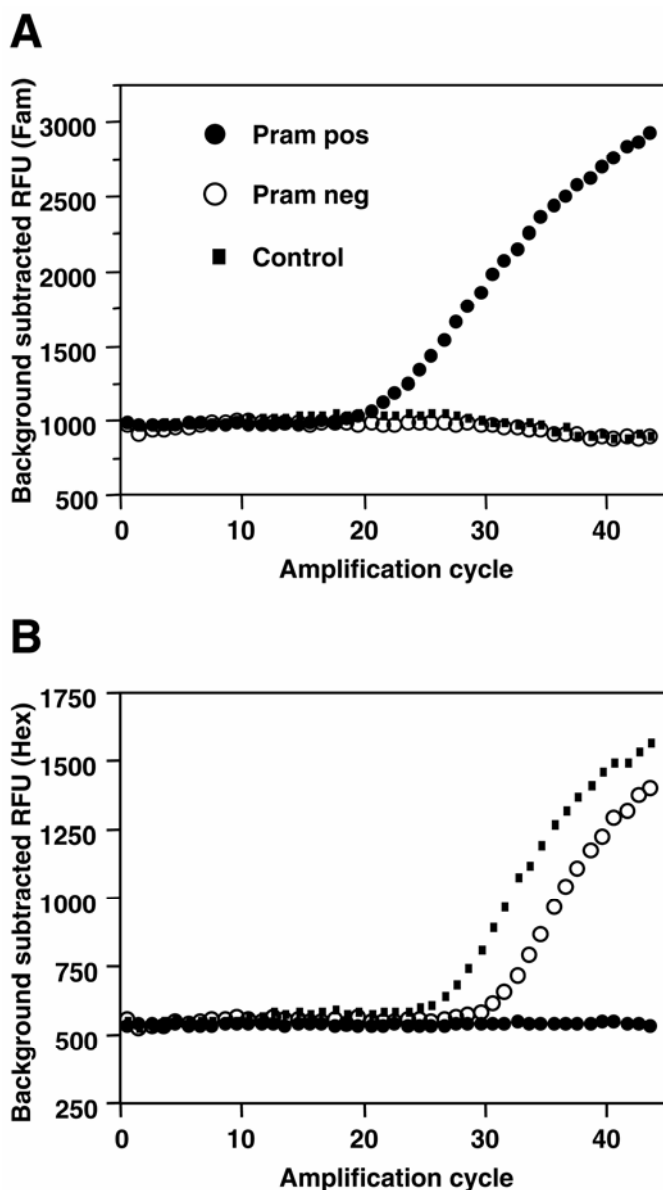 A
Background subtracted RFU (Fam)
3000
2500
2000
1500
1000
500
Pram pos
Pram neg
Control
0 10 20 30 40
Amplification cycle
B
Background subtracted RFU (Hex)
1750
1500
1250
1000
750
500
250
0 10 20 30 40
Amplification cycle